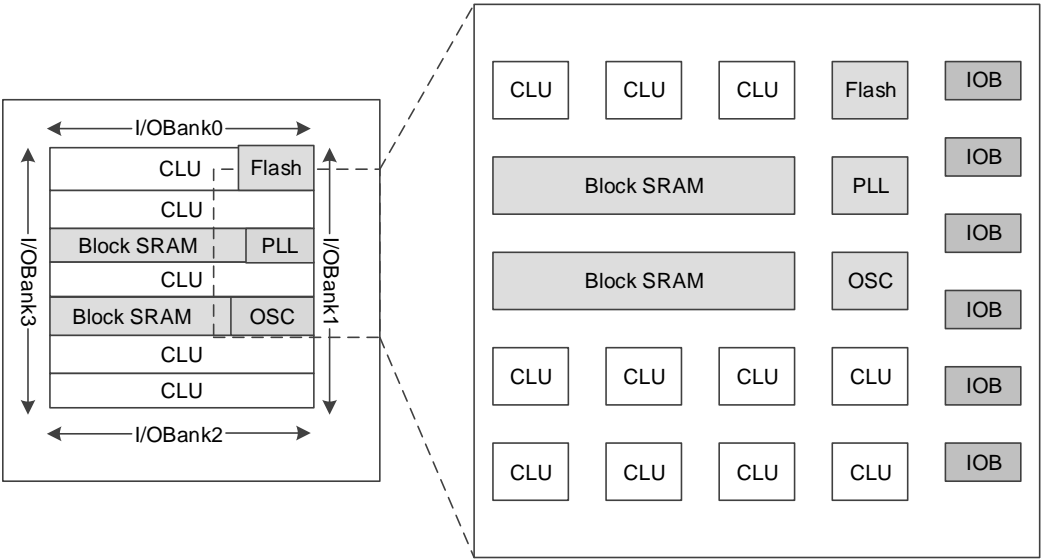 I/OBank0
CLU
Flash
CLU
Block SRAM
PLL
CLU
Block SRAM
OSC
CLU
CLU
I/OBank3
I/OBank1
I/OBank2
CLU
CLU
CLU
Flash
IOB
Block SRAM
PLL
IOB
IOB
Block SRAM
OSC
IOB
CLU
CLU
CLU
CLU
IOB
CLU
CLU
CLU
CLU
IOB